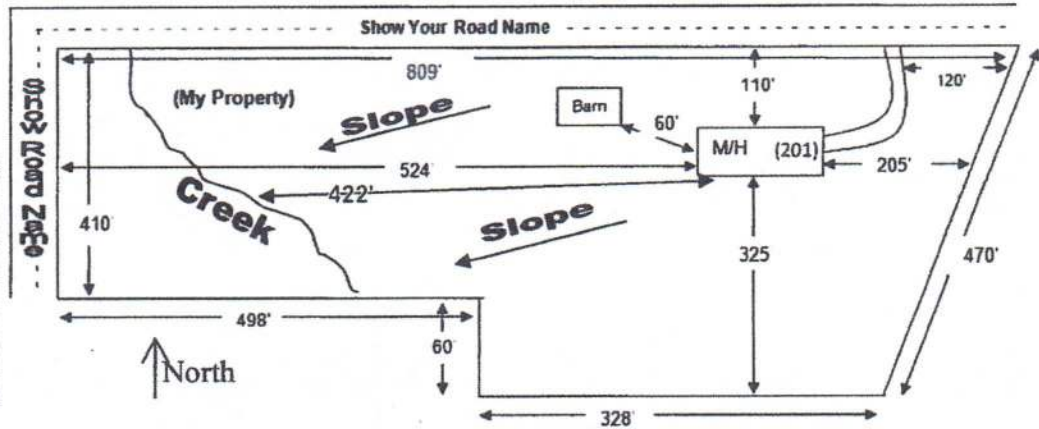 Show Your Road Name
Show Road Name
809'
110'
120'
(My Property)
Slope
Barn
60'
M/H (201)
524'
205'
422'
Creek
Slope
410'
325
470'
498'
60'
North
328'